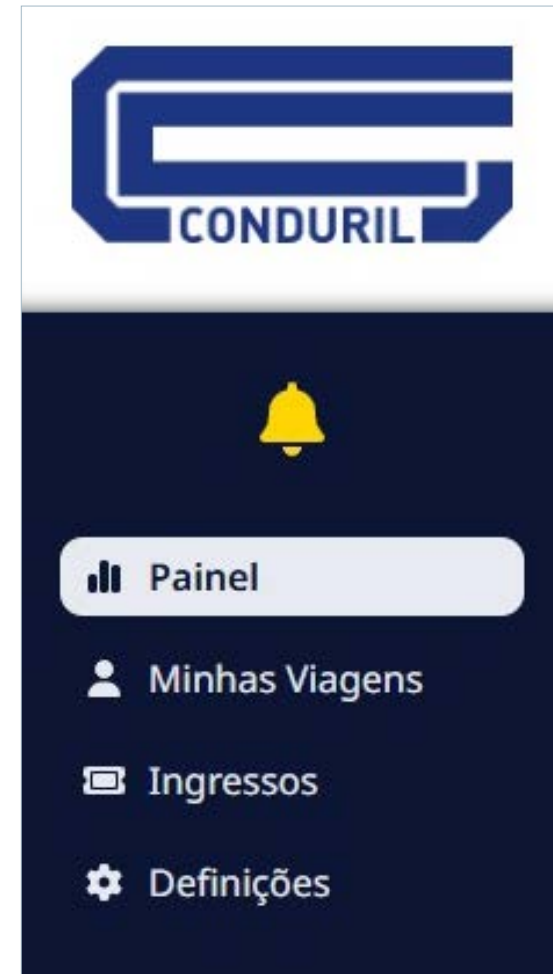 CONDURIL
Painel
Minhas Viagens
Ingressos
Definições